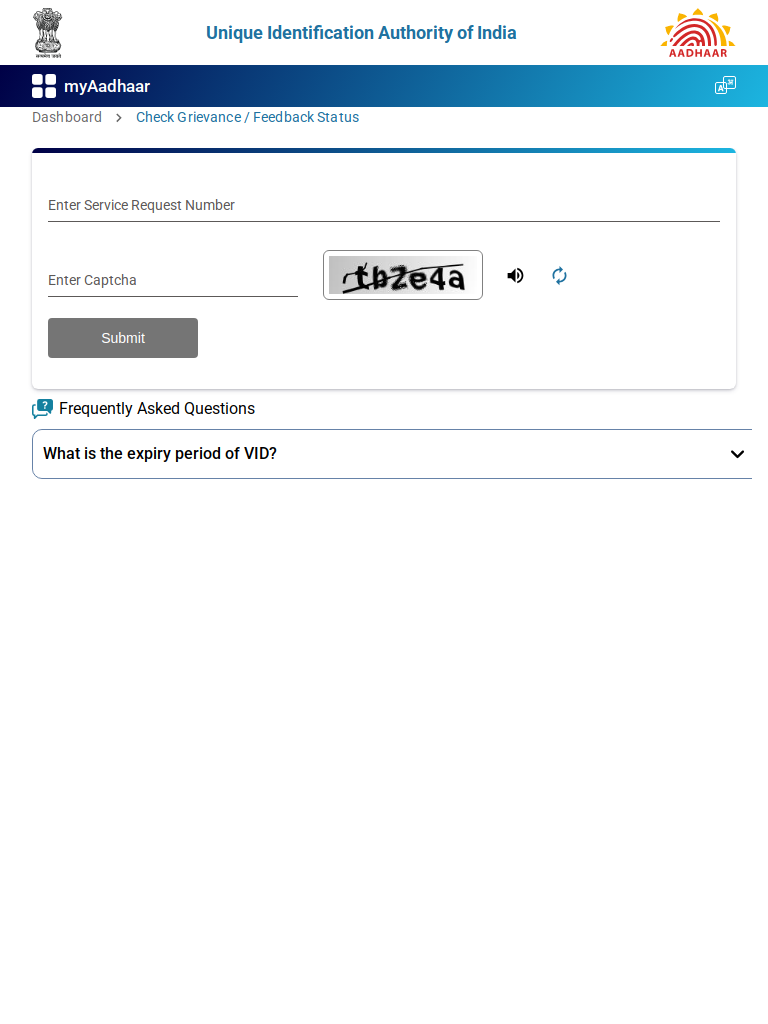 Unique Identification Authority of India
AADHAAR
myAadhaar
Dashboard > Check Grievance / Feedback Status
Enter Service Request Number
Enter Captcha
Submit
Frequently Asked Questions
What is the expiry period of VID?